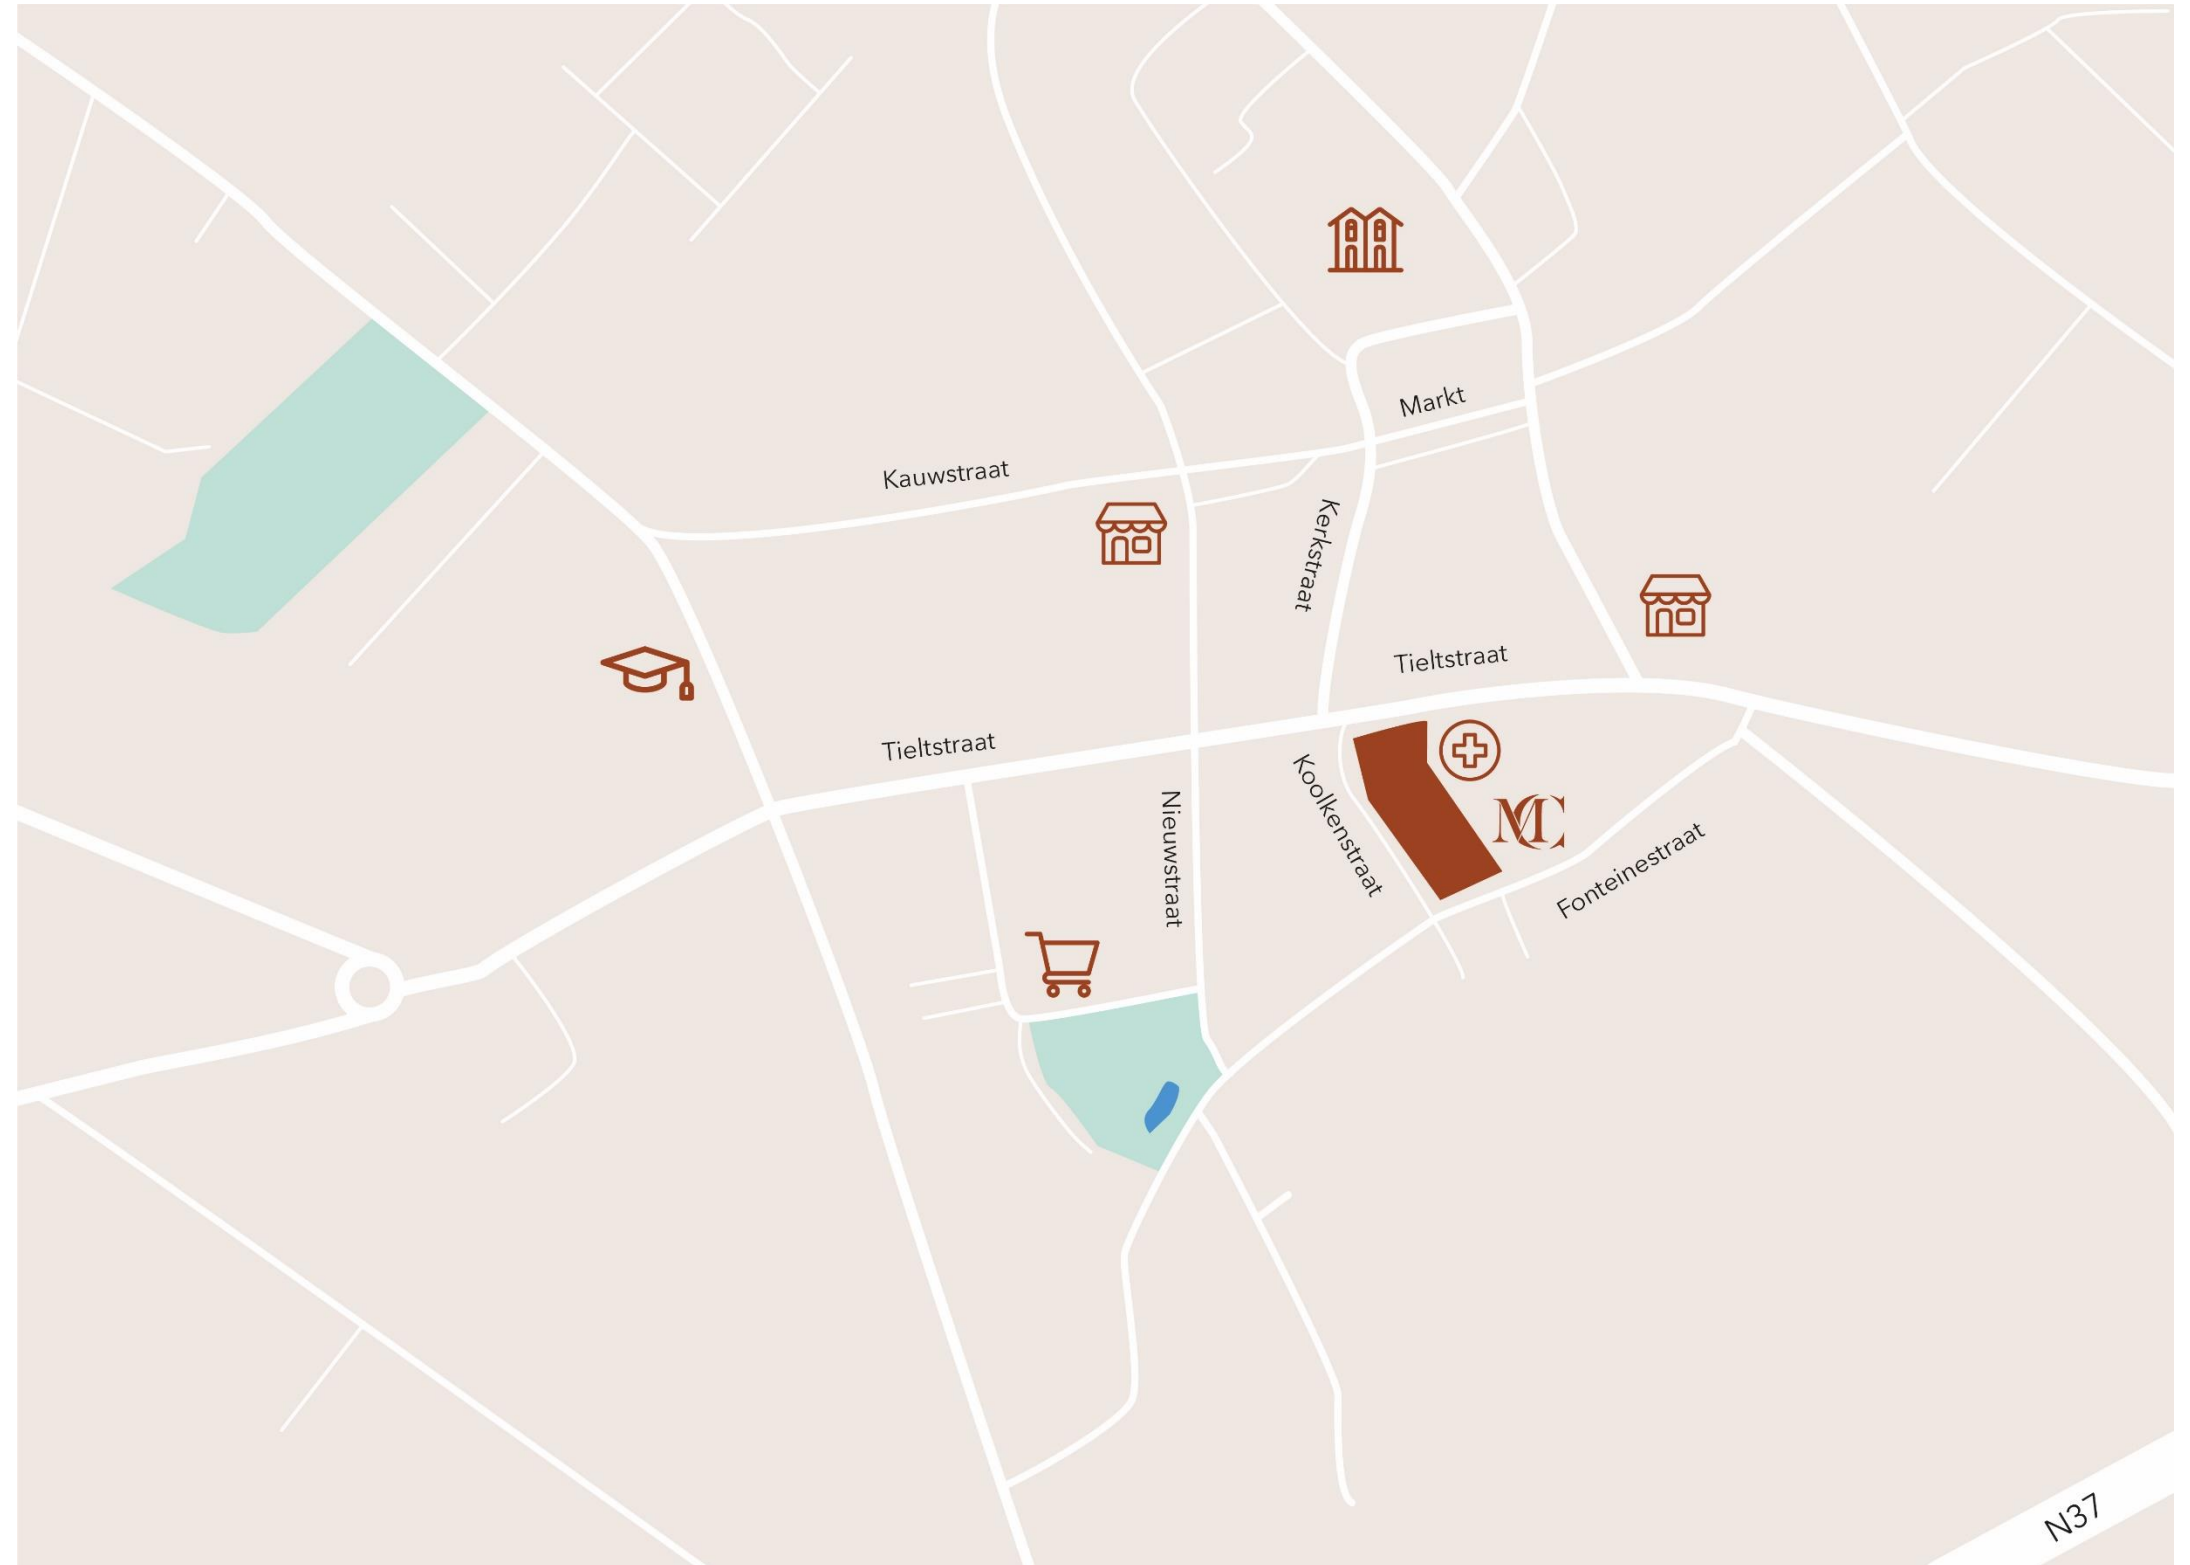 Markt
Kauwstraat
Kerkstraat
Tieltstraat
Tieltstraat
Koolkenstraat
Nieuwstraat
MC
Fonteinestraat
N37